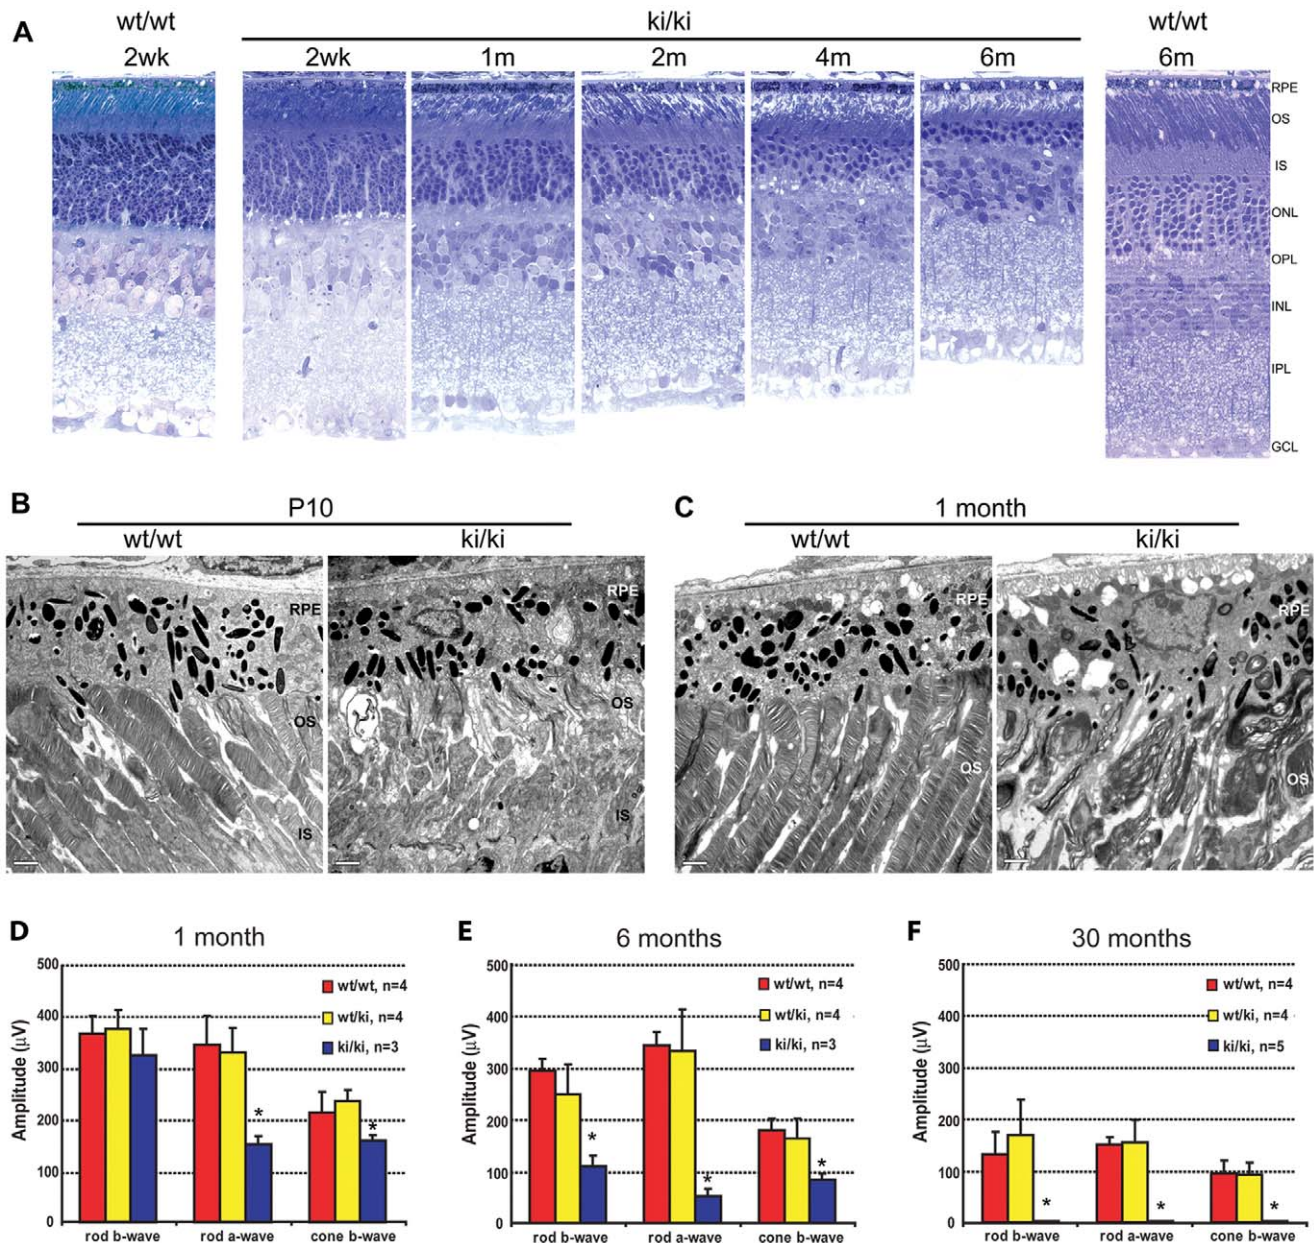 A
wt/wt ki/ki wt/wt
2wk 2wk 1m 2m 4m 6m 6m
RPE
OS
IS
ONL
OPL
INL
IPL
GCL
B P10
wt/wt ki/ki
RPE RPE
OS OS
IS IS
C 1 month
wt/wt ki/ki
RPE RPE
OS OS
D 1 month
500
400
300
200
100
0
Amplitude (μV)
wt/wt, n=4
wt/ki, n=4
ki/ki, n=3
* *
rod b-wave rod a-wave cone b-wave
E 6 months
500
400
300
200
100
0
Amplitude (μV)
wt/wt, n=4
wt/ki, n=4
ki/ki, n=3
* * *
rod b-wave rod a-wave cone b-wave
F 30 months
500
400
300
200
100
0
Amplitude (μV)
wt/wt, n=4
wt/ki, n=4
ki/ki, n=5
* * *
rod b-wave rod a-wave cone b-wave